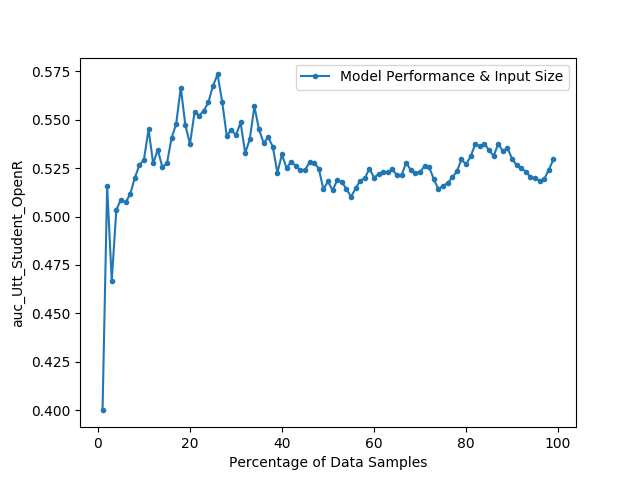 Model Performance & Input Size
auc_Utt_Student_OpenR
0.575
0.550
0.525
0.500
0.475
0.450
0.425
0.400
0 20 40 60 80 100
Percentage of Data Samples